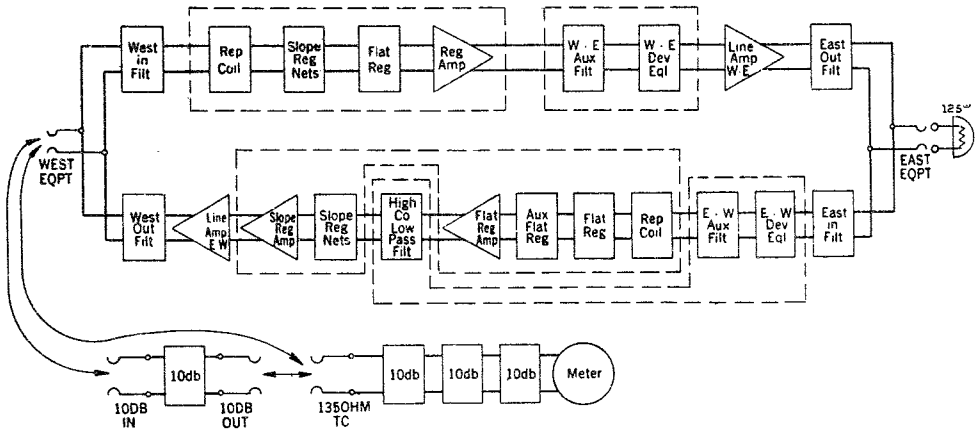 West
in
Filt
Rep
Coil
Slope
Reg
Nets
Flat
Reg
Reg
Amp
W - E
Aux
Filt
W - E
Dev
Eql
Line
Amp
W-E
East
Out
Filt
125ω
WEST
EQPT
EAST
EQPT
West
Out
Filt
Line
Amp
E W
Slope
Reg
Amp
Slope
Reg
Nets
High
Co
Low
Pass
Filt
Flat
Reg
Amp
Aux
Flat
Reg
Flat
Reg
Rep
Coil
E - W
Aux
Filt
E - W
Dev
Eql
East
in
Filt
10db
10DB
IN
10DB
OUT
135OHM
TC
10db
10db
10db
Meter